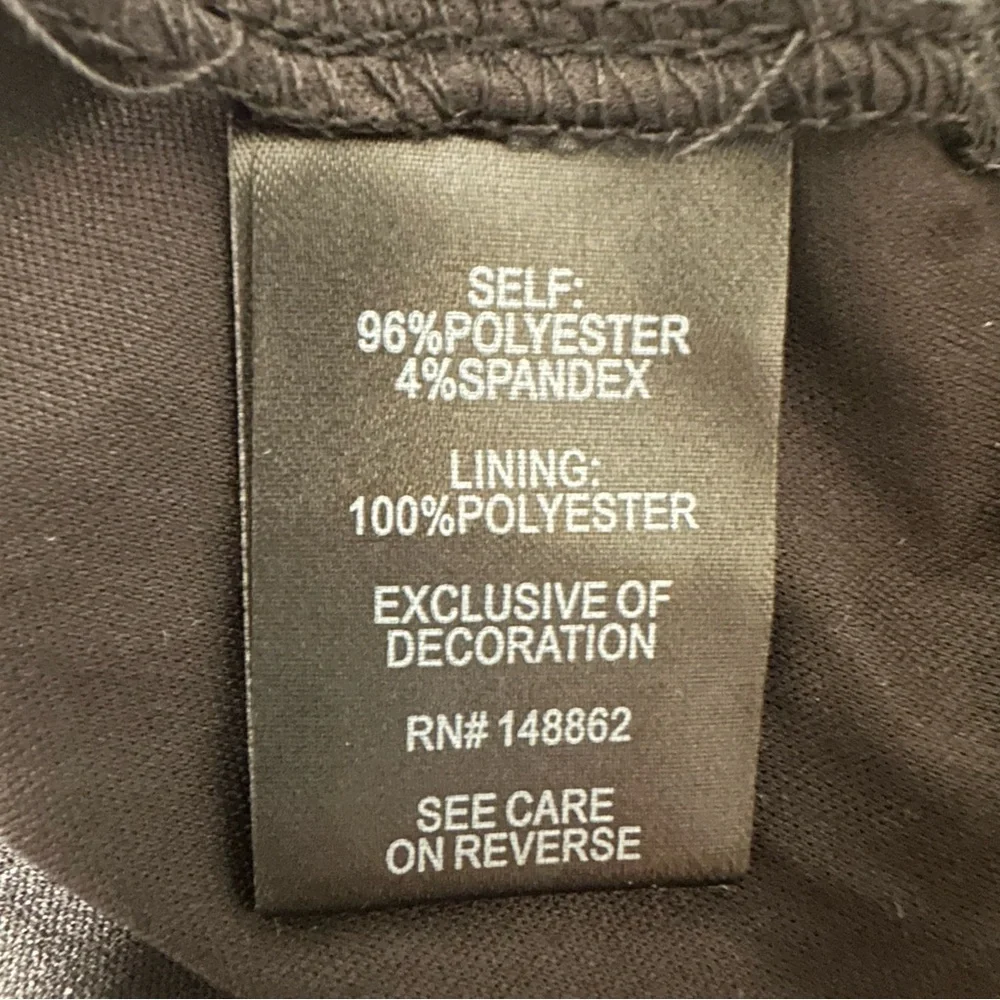 SELF:
96%POLYESTER
4%SPANDEX
LINING:
100%POLYESTER
EXCLUSIVE OF
DECORATION
RN# 148862
SEE CARE
ON REVERSE